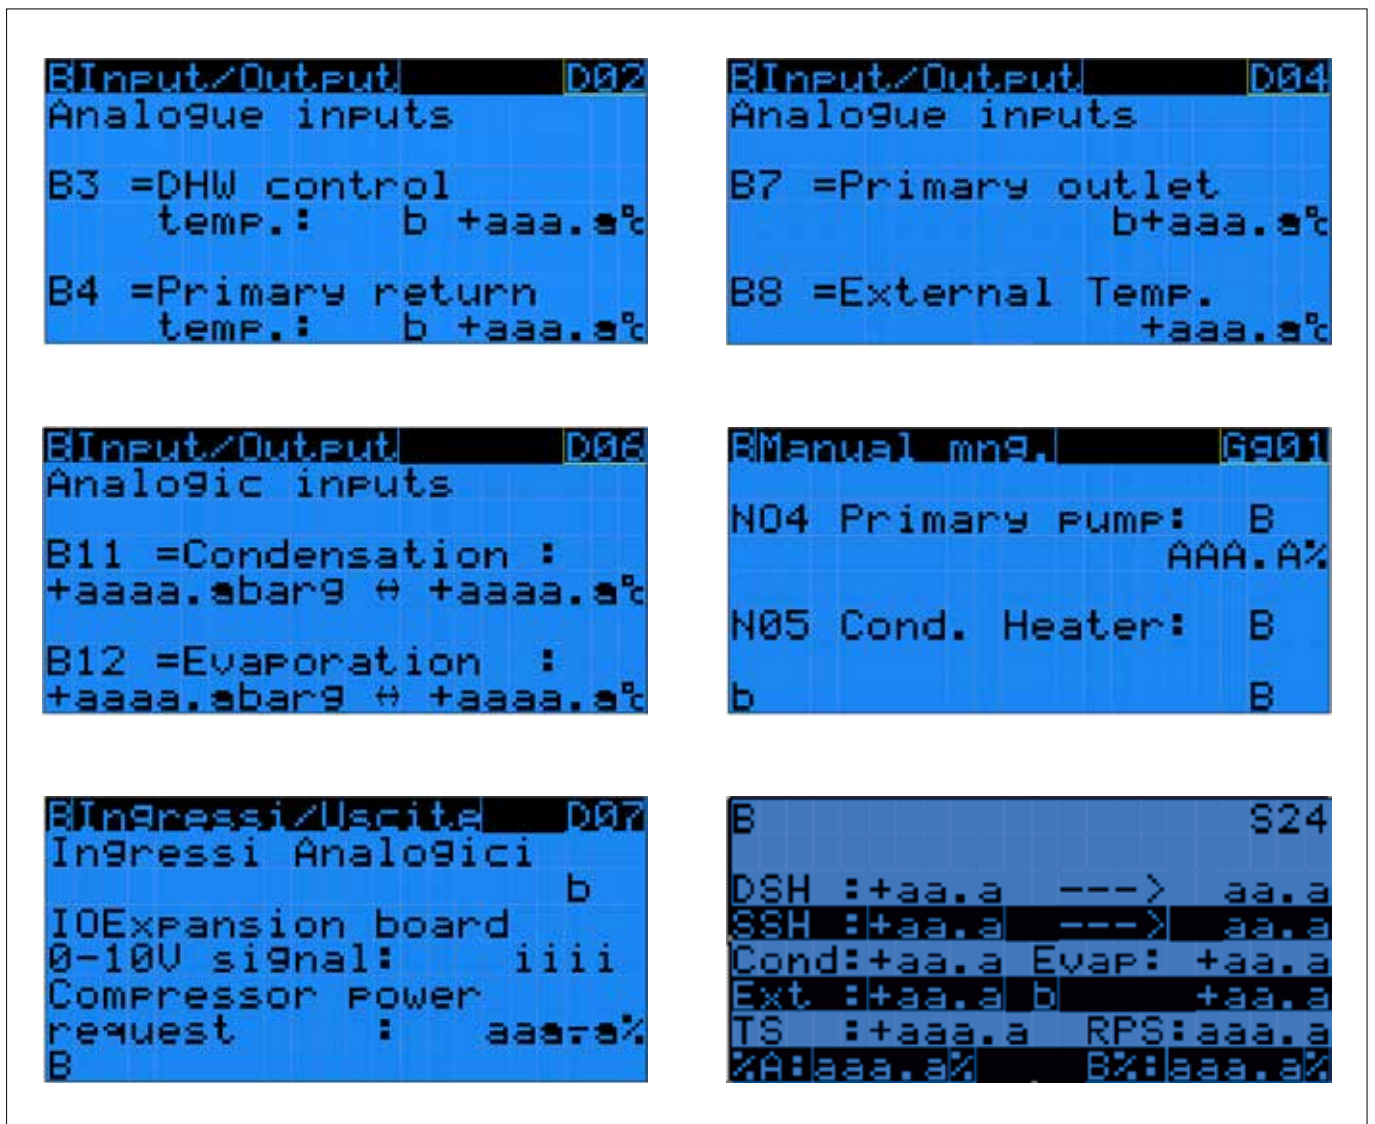 BInput/Output D02
Analogue inputs
B3 =DHW control
temp.: b +aaa.a°c
B4 =Primary return
temp.: b +aaa.a°c
BInput/Output D04
Analogue inputs
B7 =Primary outlet
b+aaa.a°c
B8 =External Temp.
+aaa.a°c
BInput/Output D06
Analogic inputs
B11 =Condensation :
+aaaa.abarg ↔ +aaaa.a°c
B12 =Evaporation :
+aaaa.abarg ↔ +aaaa.a°c
BManual mng. Gg01
NO4 Primary pump: B
AAA.A%
N05 Cond. Heater: B
b B
BIngressi/Uscite D07
Ingressi Analogici
b
IOExpansion board
0-10V signal: iiii
Compressor power
request : aaa.a%
B
B S24
DSH :+aa.a ---> aa.a
SSH :+aa.a ---> aa.a
Cond:+aa.a Evap: +aa.a
Ext :+aa.a b +aa.a
TS :+aaa.a RPS:aaa.a
%A:aaa.a% B%:aaa.a%